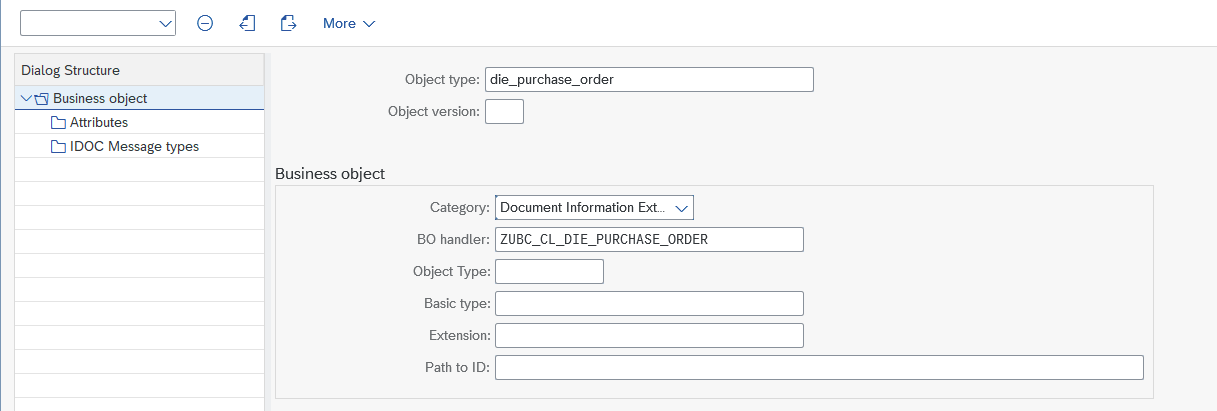 More
Dialog Structure
Business object
Attributes
IDOC Message types
Object type: die_purchase_order
Object version:
Business object
Category: Document Information Ext...
BO handler: ZUBC_CL_DIE_PURCHASE_ORDER
Object Type:
Basic type:
Extension:
Path to ID: